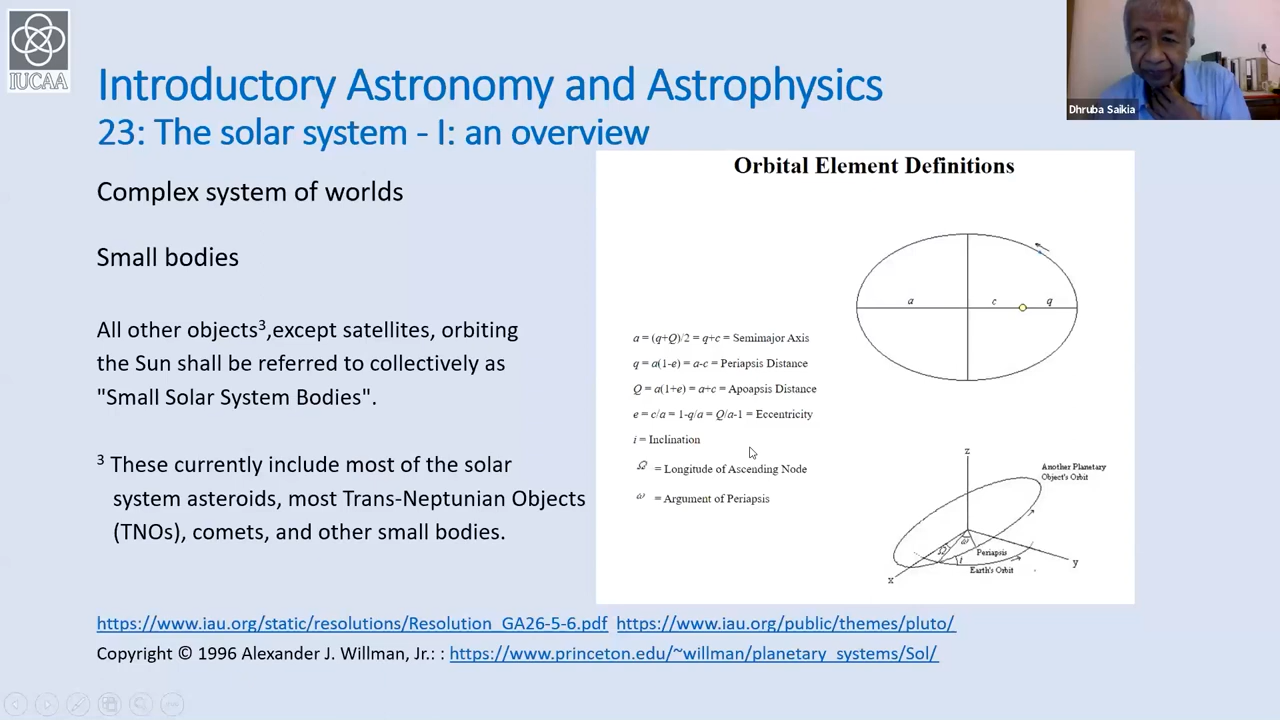 IUCAA
Introductory Astronomy and Astrophysics
23: The solar system - I: an overview
Dhruba Saikia
Complex system of worlds
Small bodies
All other objects³,except satellites, orbiting
the Sun shall be referred to collectively as
"Small Solar System Bodies".
³ These currently include most of the solar
system asteroids, most Trans-Neptunian Objects
(TNOs), comets, and other small bodies.
Orbital Element Definitions
a
c
q
a = (q+Q)/2 = q+c = Semimajor Axis
q = a(1-e) = a-c = Periapsis Distance
Q = a(1+e) = a+c = Apoapsis Distance
e = c/a = 1-q/a = Q/a-1 = Eccentricity
i = Inclination
Ω = Longitude of Ascending Node
ω = Argument of Periapsis
z
Another Planetary
Object's Orbit
Ω
ω
i
Periapsis
Earth's Orbit
x
y
https://www.iau.org/static/resolutions/Resolution_GA26-5-6.pdf https://www.iau.org/public/themes/pluto/
Copyright © 1996 Alexander J. Willman, Jr.: : https://www.princeton.edu/~willman/planetary_systems/Sol/